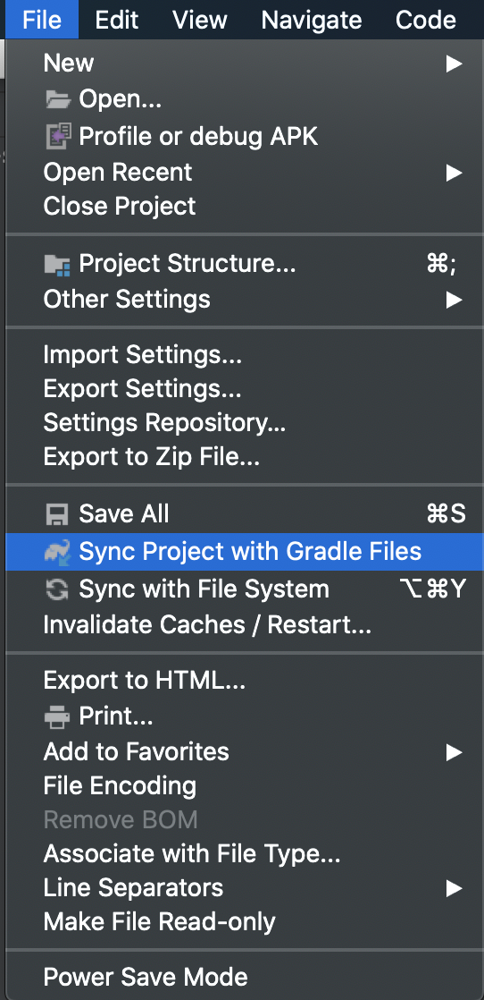 File Edit View Navigate Code
New
Open...
Profile or debug APK
Open Recent
Close Project
Project Structure... ⌘;
Other Settings
Import Settings...
Export Settings...
Settings Repository...
Export to Zip File...
Save All ⌘S
Sync Project with Gradle Files
Sync with File System ⌥⌘Y
Invalidate Caches / Restart...
Export to HTML...
Print...
Add to Favorites
File Encoding
Remove BOM
Associate with File Type...
Line Separators
Make File Read-only
Power Save Mode